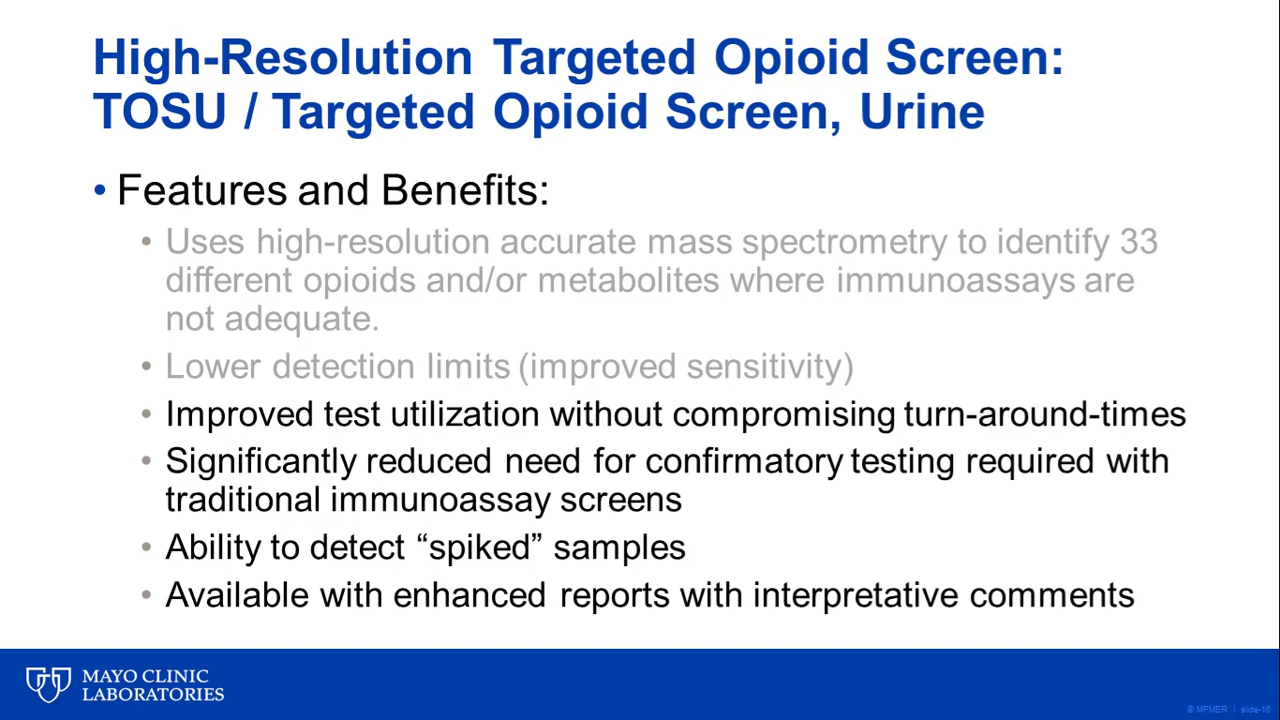 High-Resolution Targeted Opioid Screen:
TOSU / Targeted Opioid Screen, Urine
• Features and Benefits:
• Uses high-resolution accurate mass spectrometry to identify 33
different opioids and/or metabolites where immunoassays are
not adequate.
• Lower detection limits (improved sensitivity)
• Improved test utilization without compromising turn-around-times
• Significantly reduced need for confirmatory testing required with
traditional immunoassay screens
• Ability to detect “spiked” samples
• Available with enhanced reports with interpretative comments
MAYO CLINIC
LABORATORIES
© MFMER | slide-16